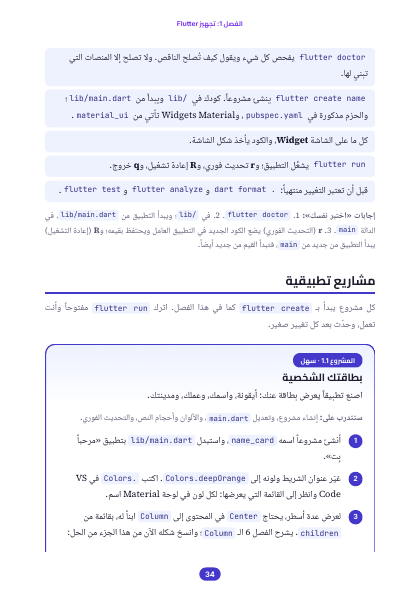 الفصل 1: تجهيز Flutter
flutter doctor يفحص كل شيء ويقول كيف تُصلح الناقص. ولا تصلح إلا المنصات التي
تبني لها.
flutter create name ينشئ مشروعاً. كودك في lib/ ويبدأ من lib/main.dart؛
والحزم مذكورة في pubspec.yaml، وWidgets Material تأتي من material_ui.
كل ما على الشاشة Widget، والكود يأخذ شكل الشاشة.
flutter run يشغّل التطبيق؛ وr تحديث فوري، وR إعادة تشغيل، وq خروج.
قبل أن تعتبر التغيير منتهياً: dart format . و flutter analyze و flutter test.
إجابات «اختبر نفسك»: 1. flutter doctor. 2. في lib/؛ ويبدأ التطبيق من lib/main.dart، في
الدالة main. 3. r (التحديث الفوري) يضع الكود الجديد في التطبيق العامل ويحتفظ بقيمه؛ وR (إعادة التشغيل)
يبدأ التطبيق من جديد من main، فتبدأ القيم من جديد أيضاً.
مشاريع تطبيقية
كل مشروع يبدأ بـ flutter create كما في هذا الفصل. اترك flutter run مفتوحاً وأنت
تعمل، وحدّث بعد كل تغيير صغير.
المشروع 1.1 · سهل
بطاقتك الشخصية
اصنع تطبيقاً يعرض بطاقة عنك: أيقونة، واسمك، وعملك، ومدينتك.
ستتدرب على: إنشاء مشروع، وتعديل main.dart، والألوان وأحجام النص، والتحديث الفوري.
1 أنشئ مشروعاً اسمه name_card، واستبدل lib/main.dart بتطبيق «مرحباً
بك».
2 غيّر عنوان الشريط ولونه إلى Colors.deepOrange. اكتب Colors. في VS
Code وانظر إلى القائمة التي يعرضها: لكل لون في لوحة Material اسم.
3 لعرض عدة أسطر، يحتاج Center في المحتوى إلى Column ابناً له، بقائمة من
children. يشرح الفصل 6 الـ Column؛ وانسخ شكله الآن من هذا الجزء من الحل:
34